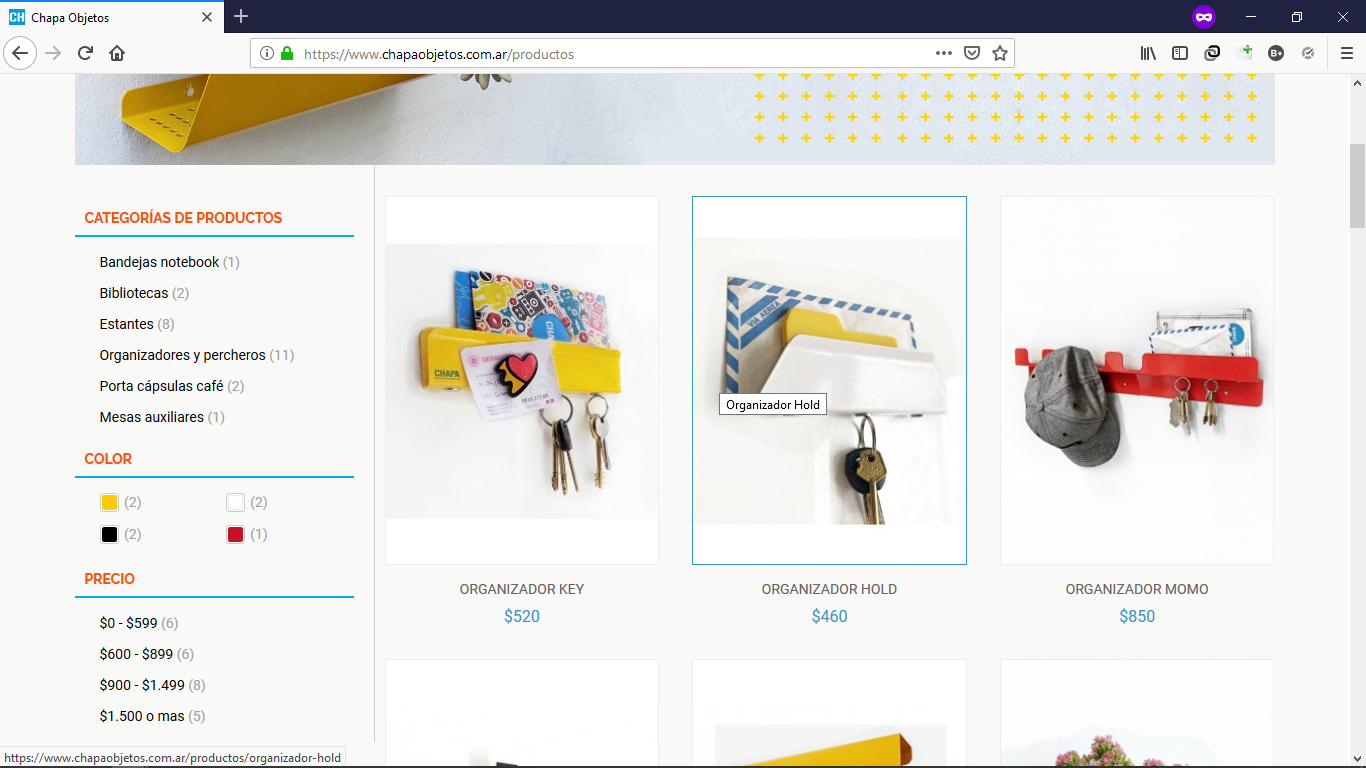 CH Chapa Objetos
https://www.chapaobjetos.com.ar/productos
CATEGORÍAS DE PRODUCTOS
Bandejas notebook (1)
Bibliotecas (2)
Estantes (8)
Organizadores y percheros (11)
Porta cápsulas café (2)
Mesas auxiliares (1)
COLOR
(2)
(2)
(2)
(1)
PRECIO
$0 - $599 (6)
$600 - $899 (6)
$900 - $1.499 (8)
$1.500 o mas (5)
CHAPA
VIA AEREA
Organizador Hold
ORGANIZADOR KEY
$520
ORGANIZADOR HOLD
$460
ORGANIZADOR MOMO
$850
https://www.chapaobjetos.com.ar/productos/organizador-hold